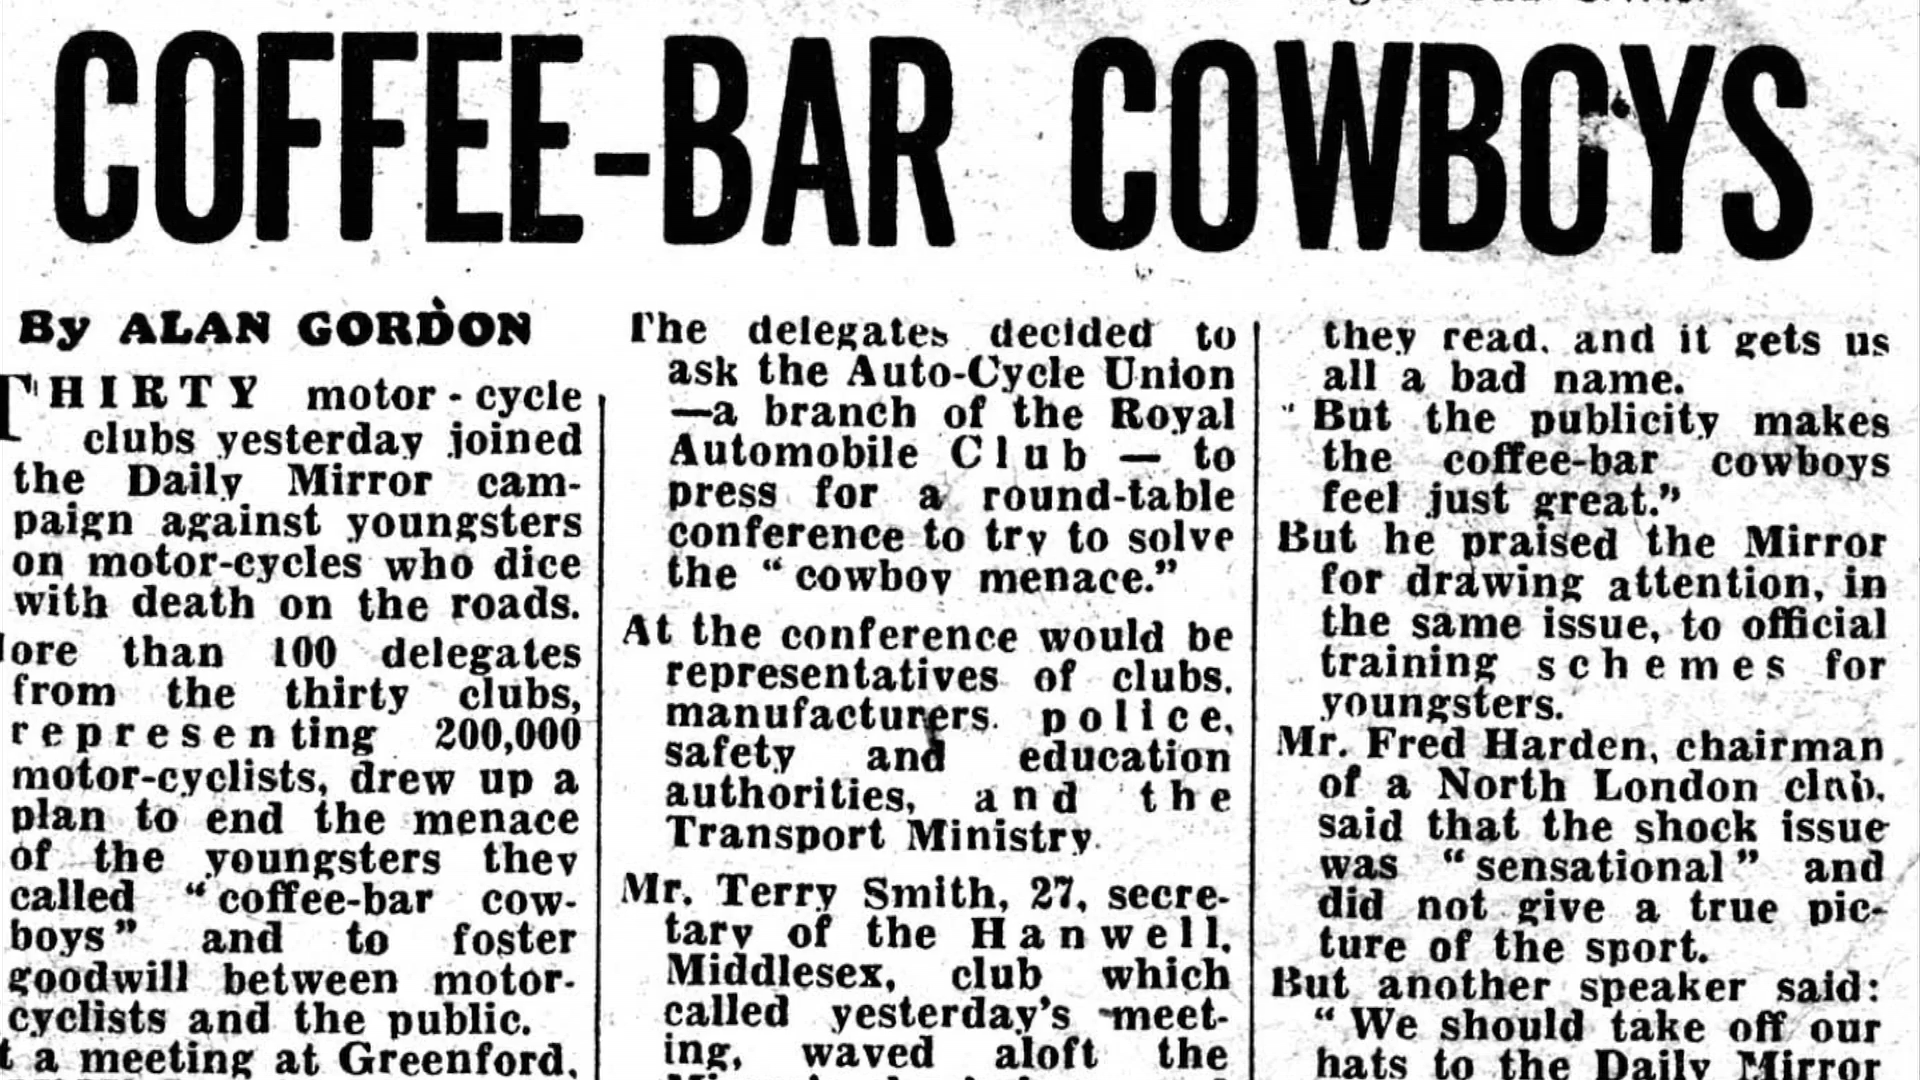 COFFEE-BAR COWBOYS
By ALAN GORDON
THIRTY motor-cycle
clubs yesterday joined
the Daily Mirror cam-
paign against youngsters
on motor-cycles who dice
with death on the roads.
ore than 100 delegates
from the thirty clubs,
representing 200,000
motor-cyclists, drew up a
plan to end the menace
of the youngsters they
called "coffee-bar cow-
boys" and to foster
goodwill between motor-
cyclists and the public.
t a meeting at Greenford,
The delegates decided to
ask the Auto-Cycle Union
—a branch of the Royal
Automobile Club — to
press for a round-table
conference to try to solve
the "cowboy menace."
At the conference would be
representatives of clubs,
manufacturers, police,
safety and education
authorities, and the
Transport Ministry.
Mr. Terry Smith, 27, secre-
tary of the Hanwell,
Middlesex, club which
called yesterday's meet-
ing, waved aloft the
they read, and it gets us
all a bad name.
"But the publicity makes
the coffee-bar cowboys
feel just great."
But he praised the Mirror
for drawing attention, in
the same issue, to official
training schemes for
youngsters.
Mr. Fred Harden, chairman
of a North London club,
said that the shock issue
was "sensational" and
did not give a true pic-
ture of the sport.
But another speaker said:
"We should take off our
hats to the Daily Mirror